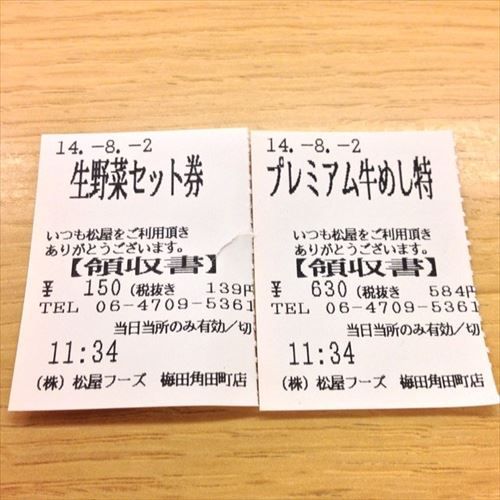 14.-8.-2
生野菜セット券
いつも松屋をご利用頂き
ありがとうございます。
【領収書】
¥ 150 (税抜き 139円
TEL 06-4709-5361
当日当所のみ有効/切
11:34
(株) 松屋フーズ 梅田角田町店
14.-8.-2
プレミアム牛めし特
いつも松屋をご利用頂き
ありがとうございます。
【領収書】
¥ 630 (税抜き 584円
TEL 06-4709-5361
当日当所のみ有効/切
11:34
(株) 松屋フーズ 梅田角田町店